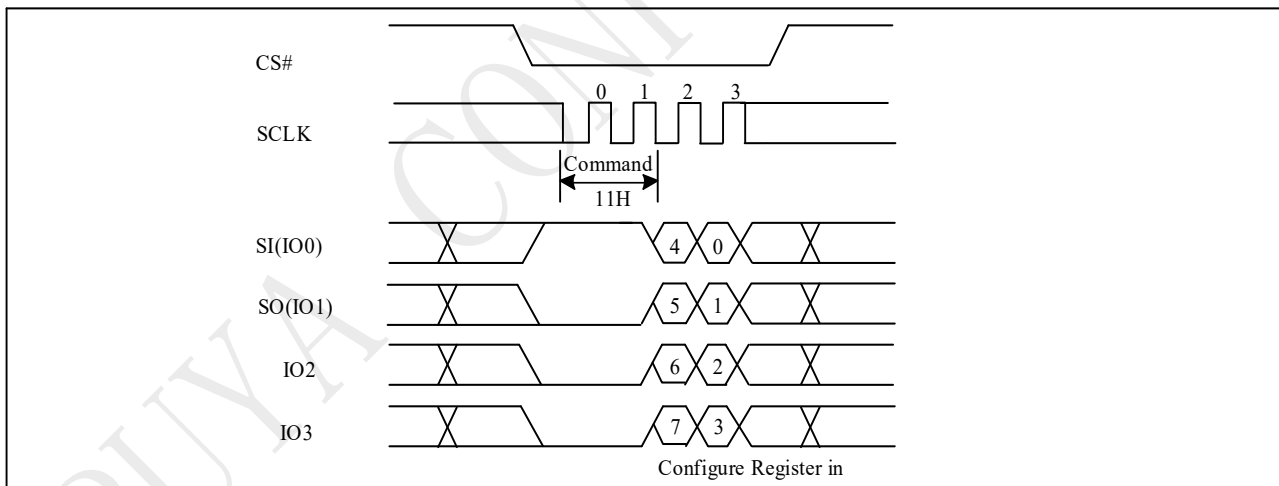 CS#
0 1 2 3
SCLK
Command
11H
SI(IO0) 4 0
SO(IO1) 5 1
IO2 6 2
IO3 7 3
Configure Register in